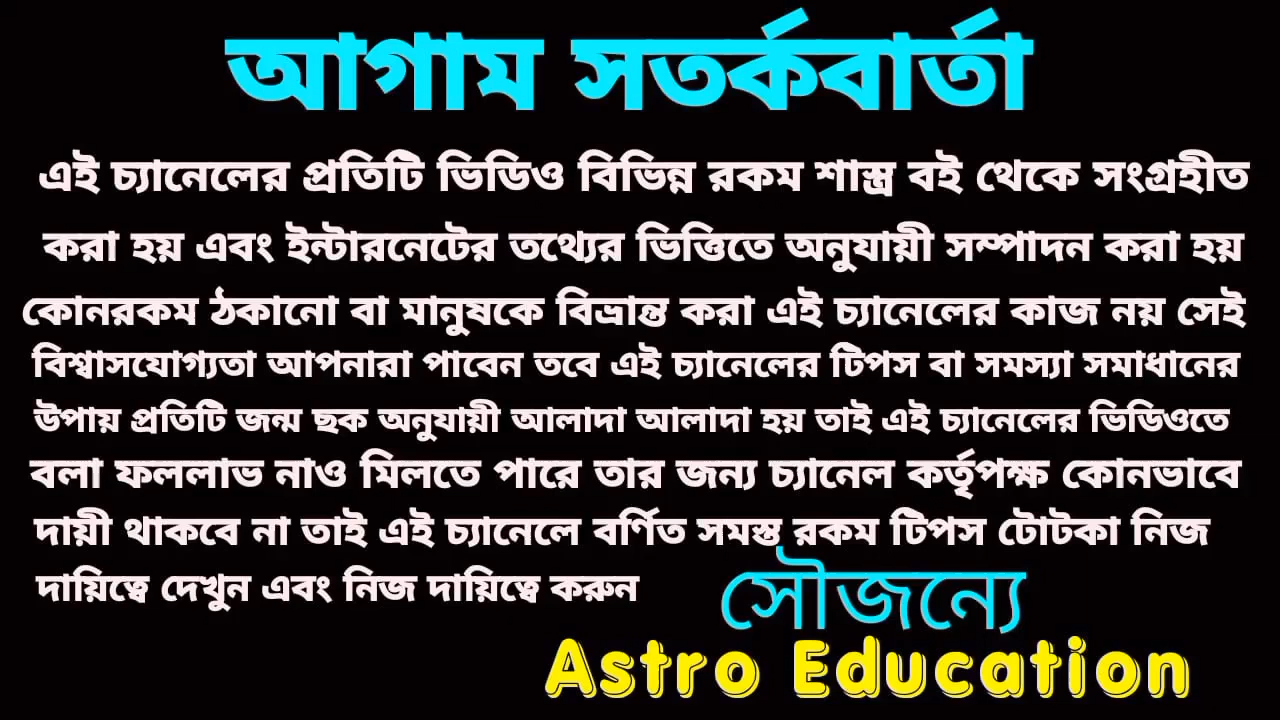 আগাম সতর্কবার্তা
এই চ্যানেলের প্রতিটি ভিডিও বিভিন্ন রকম শাস্ত্র বই থেকে সংগ্রহীত
করা হয় এবং ইন্টারনেটের তথ্যের ভিত্তিতে অনুযায়ী সম্পাদন করা হয়
কোনরকম ঠকানো বা মানুষকে বিভ্রান্ত করা এই চ্যানেলের কাজ নয় সেই
বিশ্বাসযোগ্যতা আপনারা পাবেন তবে এই চ্যানেলের টিপস বা সমস্যা সমাধানের
উপায় প্রতিটি জন্ম ছক অনুযায়ী আলাদা আলাদা হয় তাই এই চ্যানেলের ভিডিওতে
বলা ফললাভ নাও মিলতে পারে তার জন্য চ্যানেল কর্তৃপক্ষ কোনভাবে
দায়ী থাকবে না তাই এই চ্যানেলে বর্ণিত সমস্ত রকম টিপস টোটকা নিজ
দায়িত্বে দেখুন এবং নিজ দায়িত্বে করুন
সৌজন্যে
Astro Education